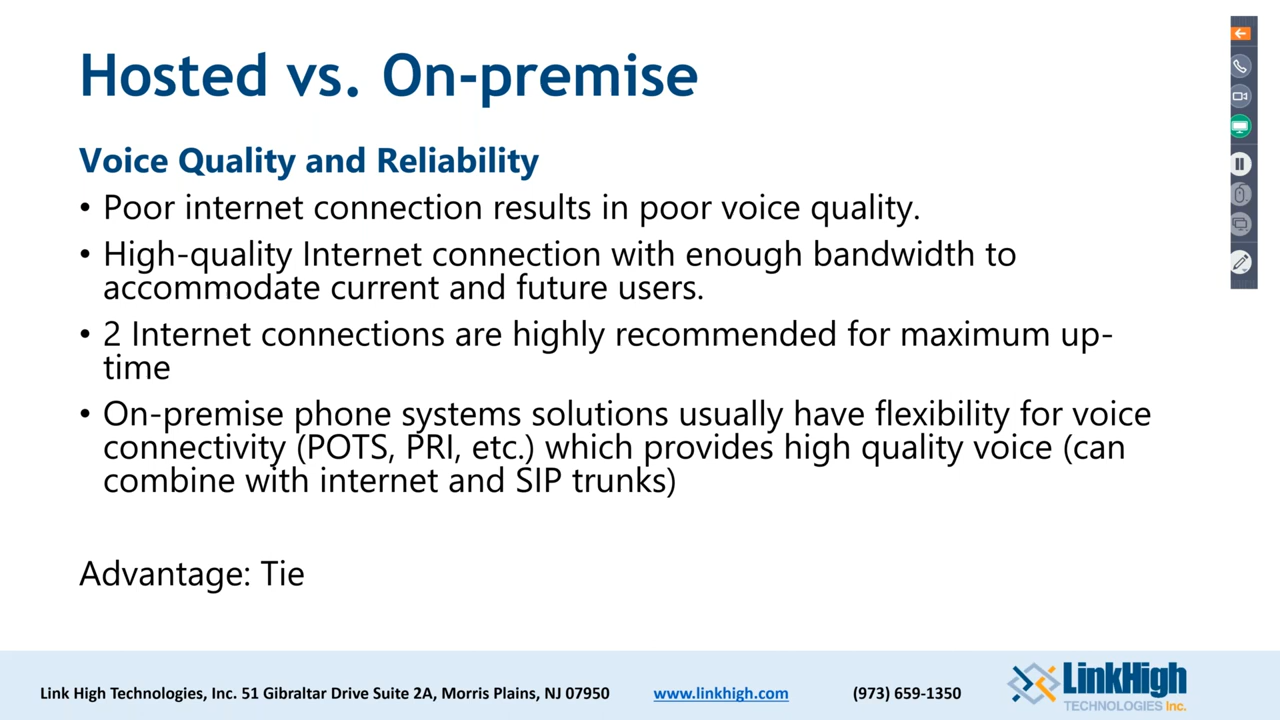 Hosted vs. On-premise
Voice Quality and Reliability
• Poor internet connection results in poor voice quality.
• High-quality Internet connection with enough bandwidth to
accommodate current and future users.
• 2 Internet connections are highly recommended for maximum up-
time
• On-premise phone systems solutions usually have flexibility for voice
connectivity (POTS, PRI, etc.) which provides high quality voice (can
combine with internet and SIP trunks)
Advantage: Tie
Link High Technologies, Inc. 51 Gibraltar Drive Suite 2A, Morris Plains, NJ 07950 www.linkhigh.com (973) 659-1350
LinkHigh
TECHNOLOGIES Inc.